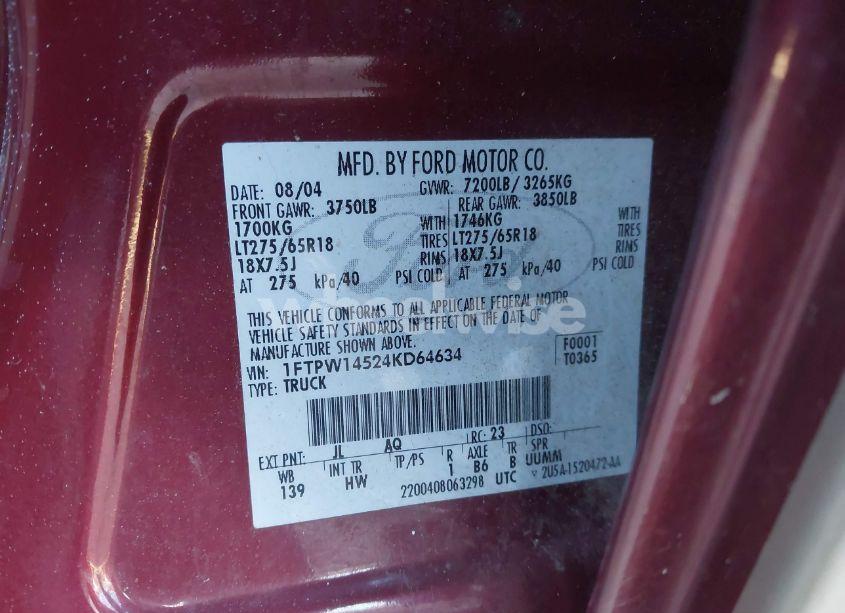 MFD. BY FORD MOTOR CO.
DATE: 08/04 GVWR: 7200LB/ 3265KG
FRONT GAWR: 3750LB REAR GAWR: 3850LB
1700KG WITH 1746KG WITH
LT275/65R18 TIRES LT275/65R18 TIRES
18X7.5J RIMS 18X7.5J RIMS
AT 275 kPa/40 PSI COLD AT 275 kPa/40 PSI COLD
Ford
wheelwise
THIS VEHICLE CONFORMS TO ALL APPLICABLE FEDERAL MOTOR
VEHICLE SAFETY STANDARDS IN EFFECT ON THE DATE OF
MANUFACTURE SHOWN ABOVE.
VIN: 1FTPW14524KD64634 F0001
TYPE: TRUCK T0365
EXT PNT: JL AQ RC: 23 DSO:
WB INT TR TP/PS R AXLE TR SPR
139 HW 1 B6 B UUMM
2200408063298 UTC ▽ 2U5A-1520472-AA